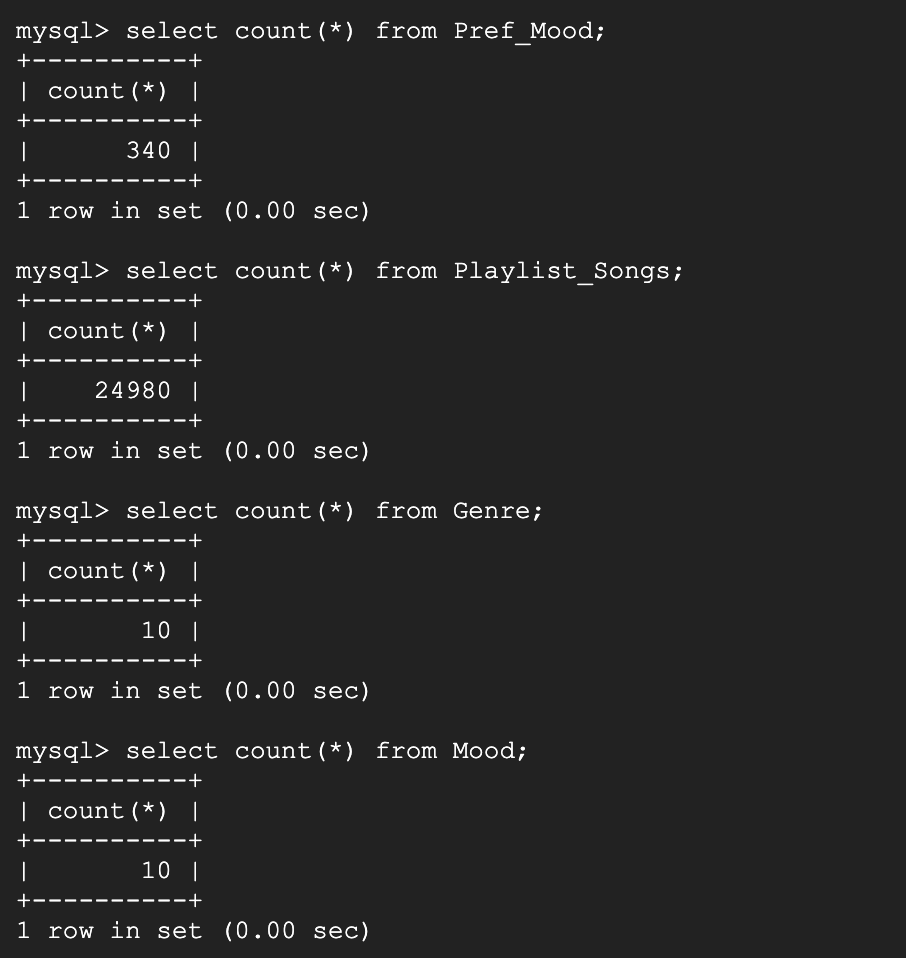 mysql> select count(*) from Pref_Mood;
+----------+
| count(*) |
+----------+
|      340 |
+----------+
1 row in set (0.00 sec)

mysql> select count(*) from Playlist_Songs;
+----------+
| count(*) |
+----------+
|    24980 |
+----------+
1 row in set (0.00 sec)

mysql> select count(*) from Genre;
+----------+
| count(*) |
+----------+
|       10 |
+----------+
1 row in set (0.00 sec)

mysql> select count(*) from Mood;
+----------+
| count(*) |
+----------+
|       10 |
+----------+
1 row in set (0.00 sec)